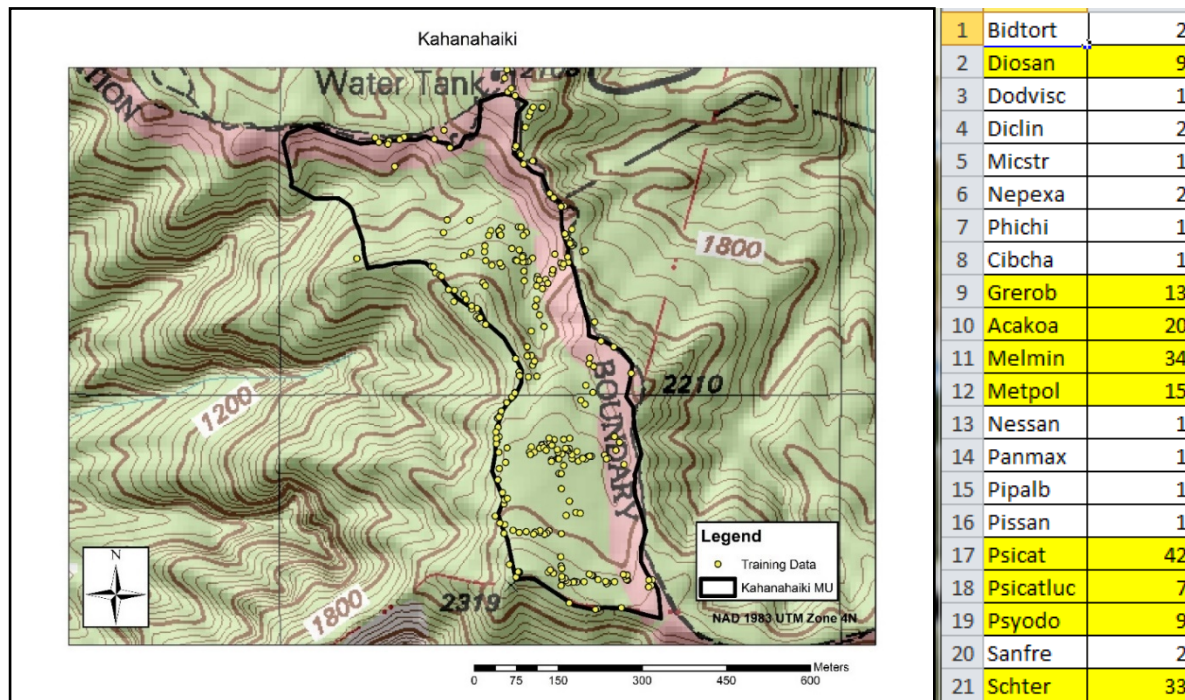 Kahanahaiki
Water Tank
1800
2210
BOUNDARY
1200
2319
1800
Legend
Training Data
Kahanahaiki MU
N
NAD 1983 UTM Zone 4N
Meters
0 75 150 300 450 600
1 Bidtort 2
2 Diosan 9
3 Dodvisc 1
4 Diclin 2
5 Micstr 1
6 Nepexa 2
7 Phichi 1
8 Cibcha 1
9 Grerob 13
10 Acakoa 20
11 Melmin 34
12 Metpol 15
13 Nessan 1
14 Panmax 1
15 Pipalb 1
16 Pissan 1
17 Psicat 42
18 Psicatluc 7
19 Psyodo 9
20 Sanfre 2
21 Schter 33